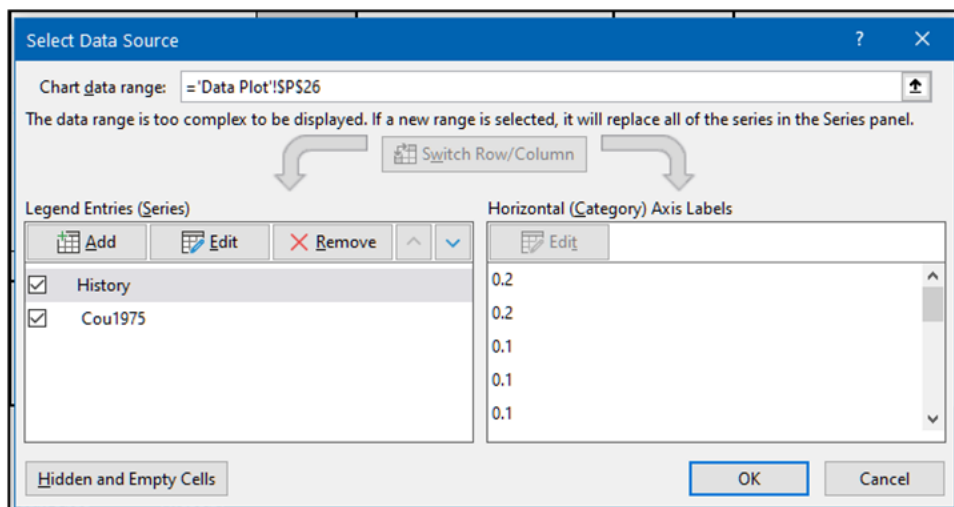 Select Data Source ? ×
Chart data range: ='Data Plot'!$P$26
The data range is too complex to be displayed. If a new range is selected, it will replace all of the series in the Series panel.
Switch Row/Column
Legend Entries (Series)
Add Edit Remove
History
Cou1975
Horizontal (Category) Axis Labels
Edit
0.2
0.2
0.1
0.1
0.1
Hidden and Empty Cells
OK Cancel